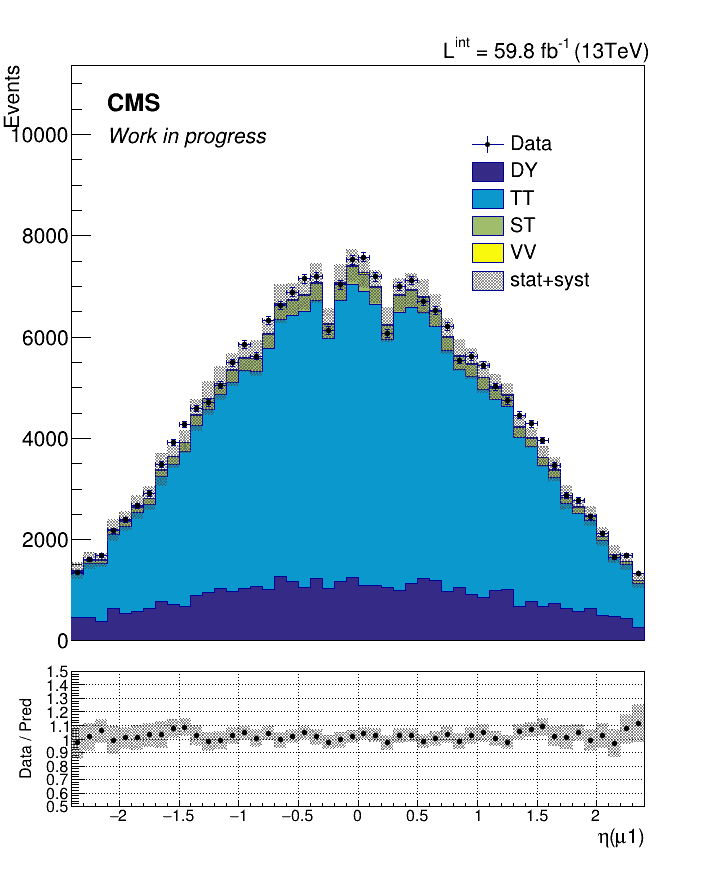 L^int = 59.8 fb^-1 (13TeV)
Events
CMS
Work in progress
Data
DY
TT
ST
VV
stat+syst
10000
8000
6000
4000
2000
0
Data / Pred
1.5
1.4
1.3
1.2
1.1
1
0.9
0.8
0.7
0.6
0.5
−2 −1.5 −1 −0.5 0 0.5 1 1.5 2
η(μ1)